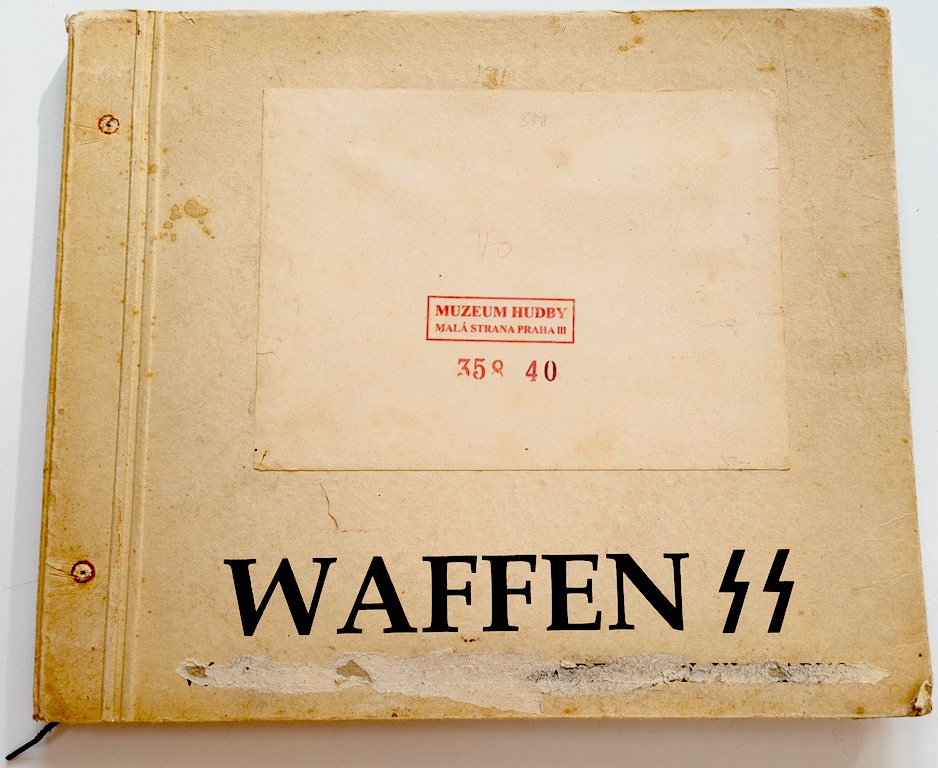 358
40
MUZEUM HUDBY
MALÁ STRANA PRAHA III
358 40
WAFFEN SS